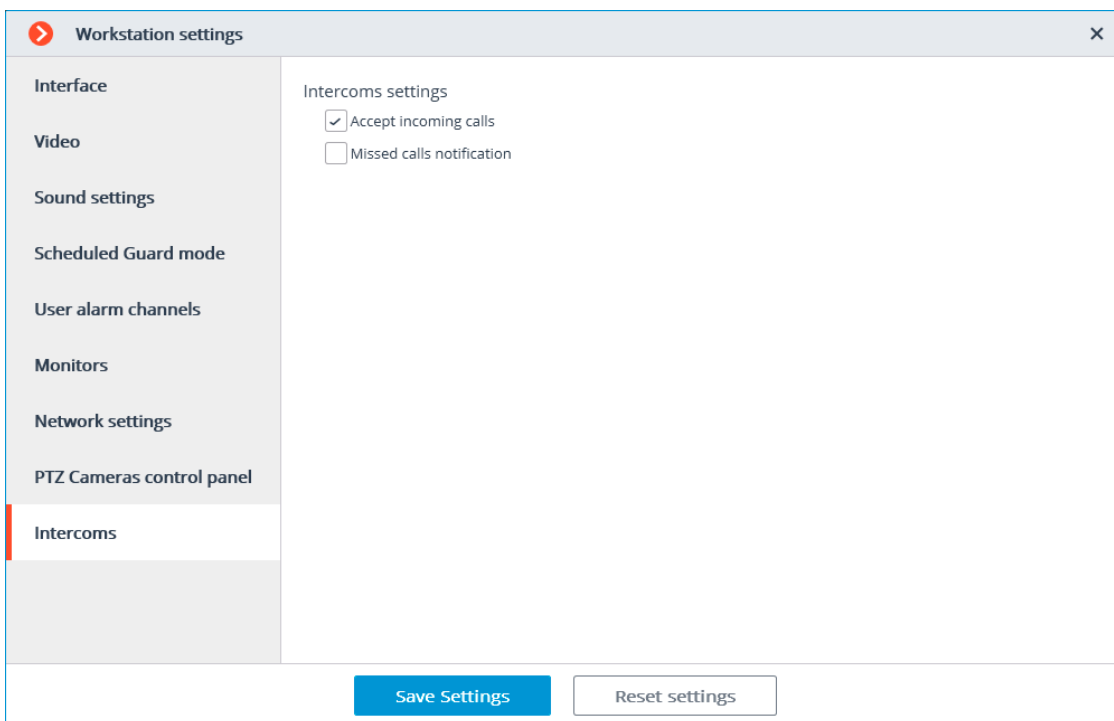 Workstation settings
Interface
Video
Sound settings
Scheduled Guard mode
User alarm channels
Monitors
Network settings
PTZ Cameras control panel
Intercoms
Intercoms settings
Accept incoming calls
Missed calls notification
Save Settings
Reset settings